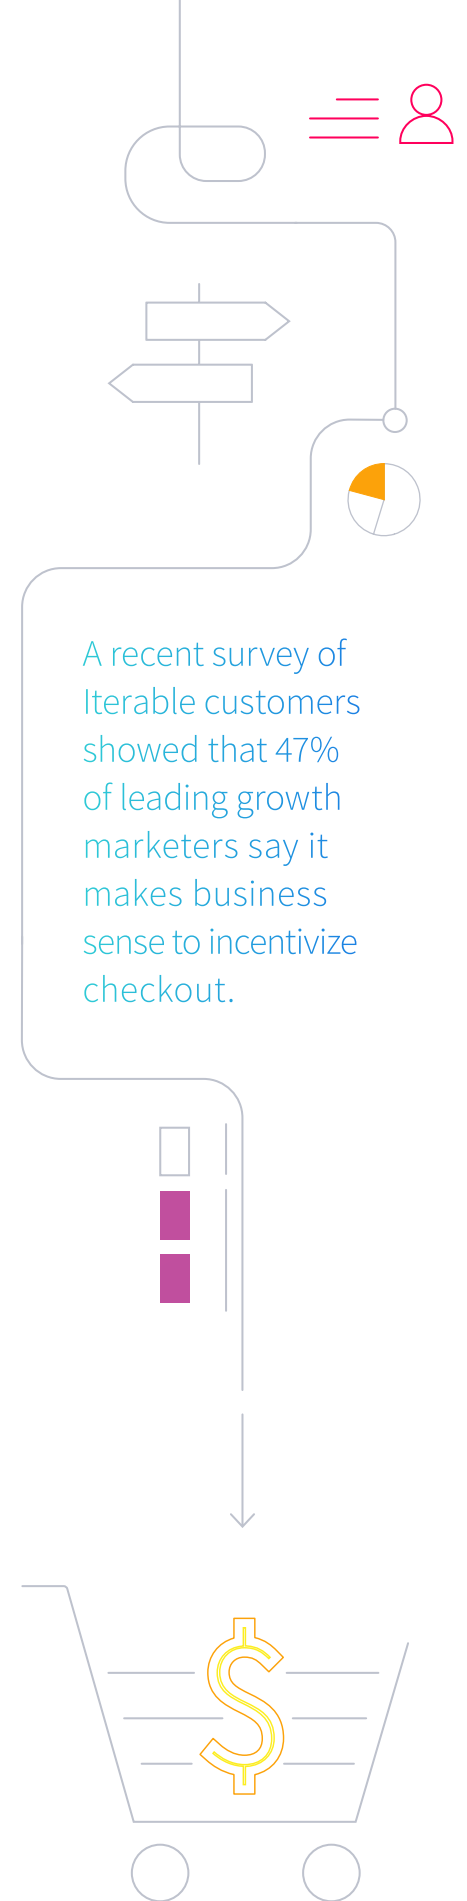 A recent survey of
Iterable customers
showed that 47%
of leading growth
marketers say it
makes business
sense to incentivize
checkout.
$